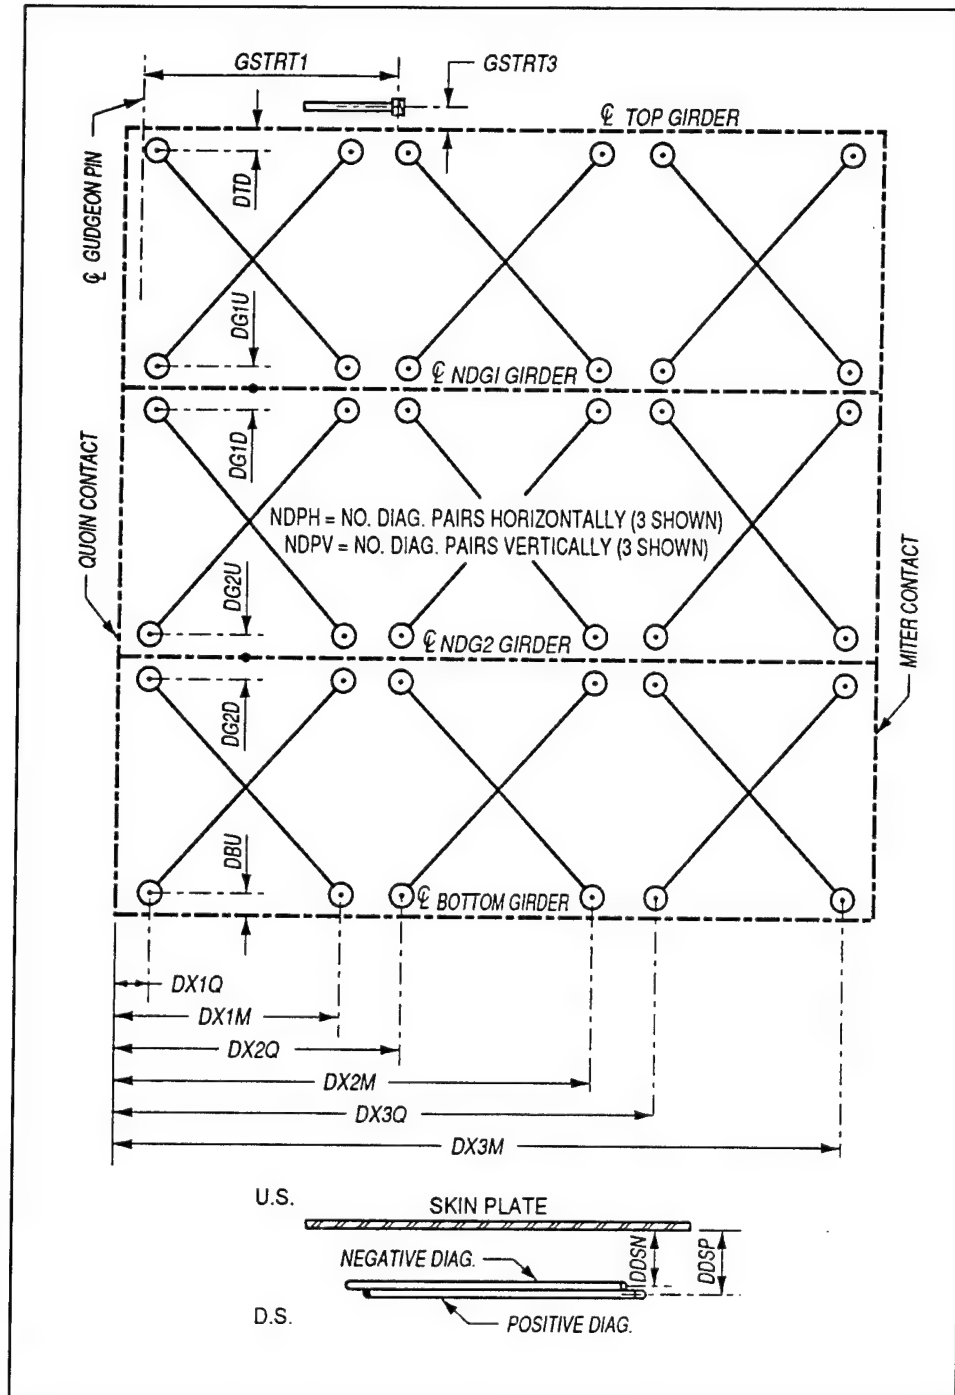 GSTRT1
GSTRT3
℄ TOP GIRDER
℄ GUDGEON PIN
DTD
DG1U
℄ NDG1 GIRDER
DG1D
QUOIN CONTACT
NDPH = NO. DIAG. PAIRS HORIZONTALLY (3 SHOWN)
NDPV = NO. DIAG. PAIRS VERTICALLY (3 SHOWN)
DG2U
℄ NDG2 GIRDER
MITER CONTACT
DG2D
DBU
℄ BOTTOM GIRDER
DX1Q
DX1M
DX2Q
DX2M
DX3Q
DX3M
U.S.
SKIN PLATE
NEGATIVE DIAG.
DDSN
DDSP
D.S.
POSITIVE DIAG.